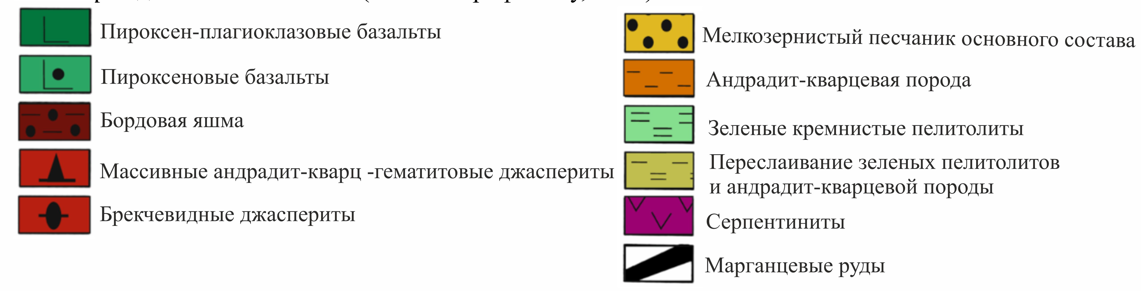 Пироксен-плагиоклазовые базальты
Пироксеновые базальты
Бордовая яшма
Массивные андрадит-кварц -гематитовые джаспериты
Брекчевидные джаспериты
Мелкозернистый песчаник основного состава
Андрадит-кварцевая порода
Зеленые кремнистые пелитолиты
Переслаивание зеленых пелитолитов
и андрадит-кварцевой породы
Серпентиниты
Марганцевые руды